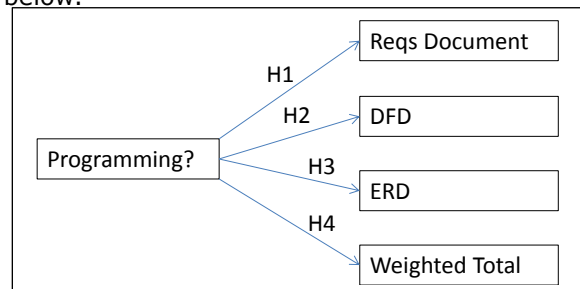 below.
Reqs Document
H1
H2
DFD
Programming?
H3
ERD
H4
Weighted Total